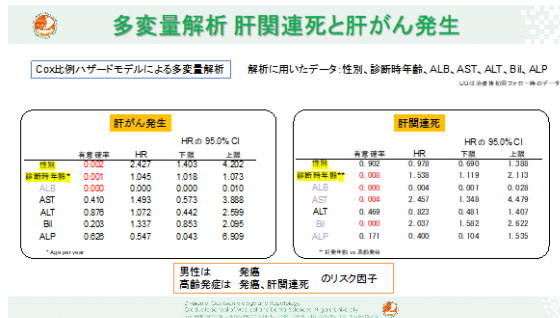 多変量解析 肝関連死と肝がん発生
Cox比例ハザードモデルによる多変量解析
解析に用いたデータ：性別、診断時年齢、ALB、AST、ALT、Bil、ALP
肝がん発生
HRの 95.0% CI
有意確率 HR 下限 上限
性別 0.002 2.427 1.403 4.202
診断時年齢* 0.001 1.045 1.018 1.073
ALB 0.000 0.000 0.000 0.010
AST 0.410 1.493 0.573 3.888
ALT 0.876 1.072 0.442 2.599
Bil 0.203 1.337 0.853 2.095
ALP 0.626 0.547 0.043 6.909
* Age per year
肝関連死
HRの 95.0% CI
有意確率 HR 下限 上限
性別 0.902 0.978 0.690 1.388
診断時年齢** 0.008 1.538 1.119 2.113
ALB 0.000 0.004 0.001 0.028
AST 0.004 2.457 1.348 4.479
ALT 0.469 0.823 0.481 1.407
Bil 0.000 2.037 1.582 2.622
ALP 0.171 0.400 0.104 1.535
男性は 発癌
高齢発症は 発癌、肝関連死 のリスク因子